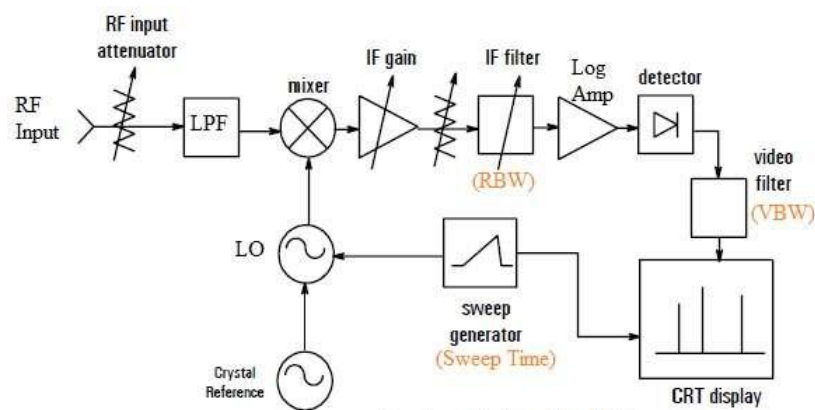 RF input
attenuator
RF
Input
LPF
mixer
IF gain
IF filter
(RBW)
Log
Amp
detector
video
filter
(VBW)
LO
sweep
generator
(Sweep Time)
Crystal
Reference
CRT display